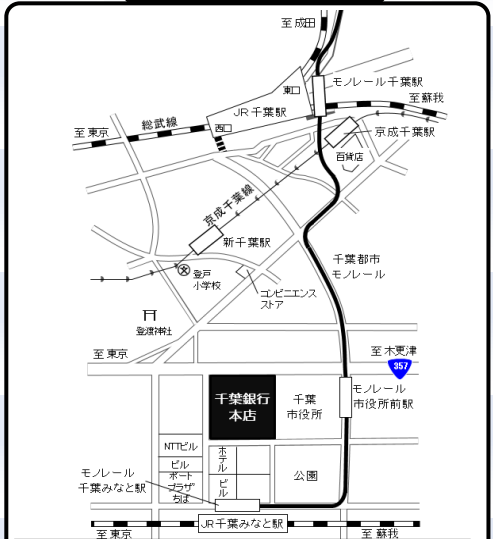 至成田
モノレール千葉駅
東口
JR千葉駅
至蘇我
総武線
西口
至東京
京成千葉駅
百貨店
京成千葉線
新千葉駅
千葉都市
モノレール
登戸
小学校
コンビニエンス
ストア
登渡神社
至東京
至木更津
357
千葉銀行
本店
千葉
市役所
モノレール
市役所前駅
NTTビル
ホテル
ビル
ポート
プラザ
ちば
ビル
公園
モノレール
千葉みなと駅
JR千葉みなと駅
至東京
至蘇我